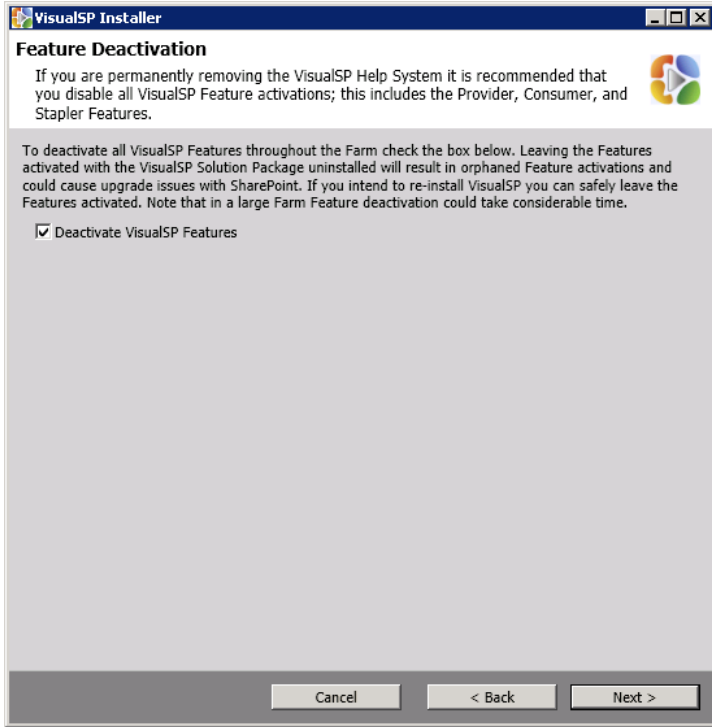 VisualSP Installer
Feature Deactivation
If you are permanently removing the VisualSP Help System it is recommended that
you disable all VisualSP Feature activations; this includes the Provider, Consumer, and
Stapler Features.
To deactivate all VisualSP Features throughout the Farm check the box below. Leaving the Features
activated with the VisualSP Solution Package uninstalled will result in orphaned Feature activations and
could cause upgrade issues with SharePoint. If you intend to re-install VisualSP you can safely leave the
Features activated. Note that in a large Farm Feature deactivation could take considerable time.
Deactivate VisualSP Features
Cancel
< Back
Next >